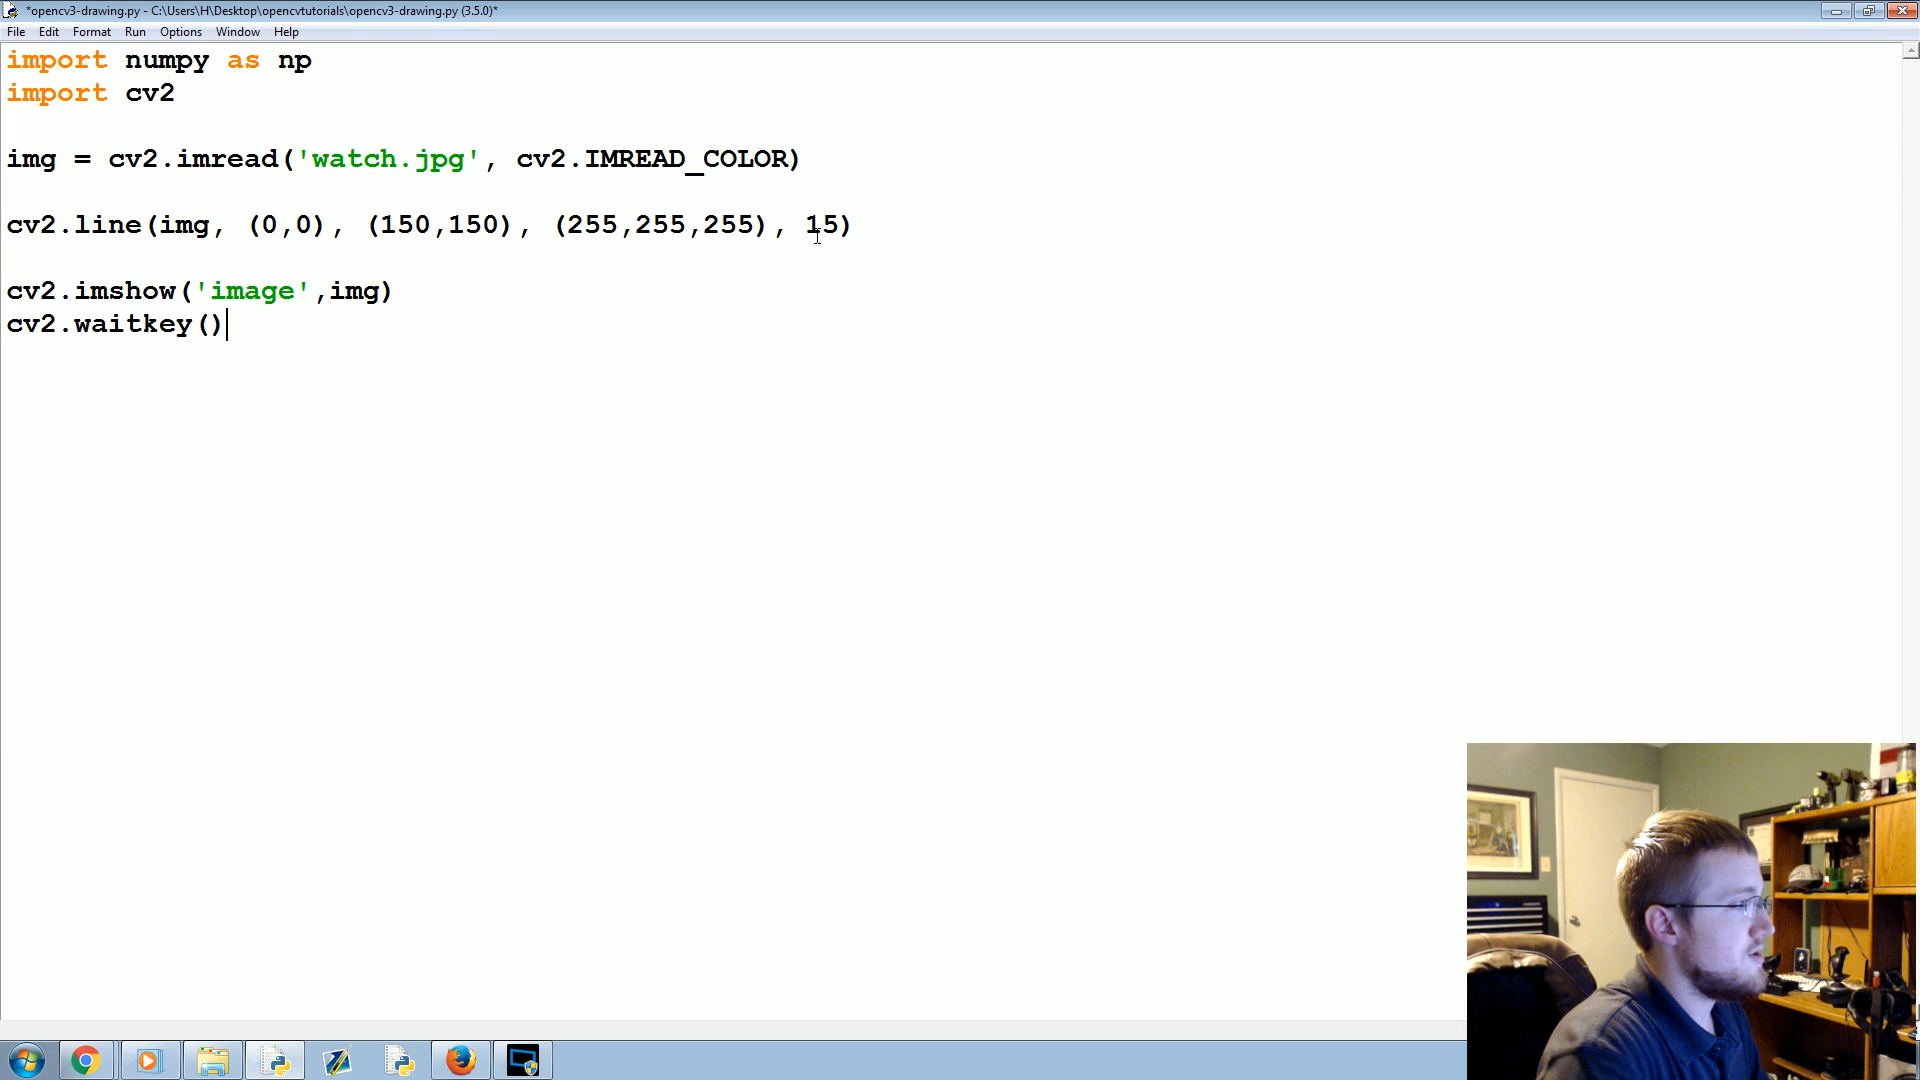 *opencv3-drawing.py - C:\Users\H\Desktop\opencvtutorials\opencv3-drawing.py (3.5.0)*
File Edit Format Run Options Window Help
import numpy as np
import cv2
img = cv2.imread('watch.jpg', cv2.IMREAD_COLOR)
cv2.line(img, (0,0), (150,150), (255,255,255), 15)
cv2.imshow('image',img)
cv2.waitkey()